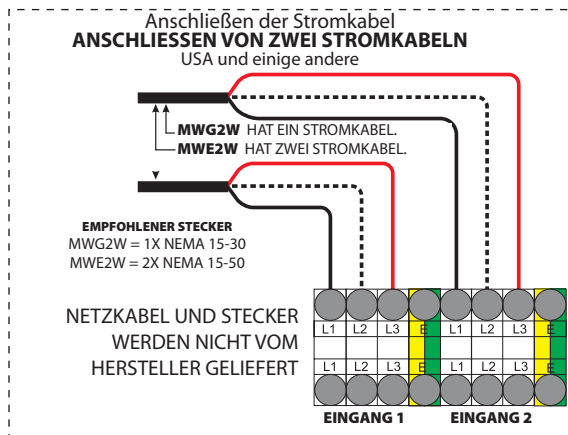 Anschließen der Stromkabel
ANSCHLIESSEN VON ZWEI STROMKABELN
USA und einige andere
MWG2W HAT EIN STROMKABEL.
MWE2W HAT ZWEI STROMKABEL.
EMPFOHLENER STECKER
MWG2W = 1X NEMA 15-30
MWE2W = 2X NEMA 15-50
NETZKABEL UND STECKER
WERDEN NICHT VOM
HERSTELLER GELIEFERT
L1 L2 L3 E L1 L2 L3 E
L1 L2 L3 E L1 L2 L3 E
EINGANG 1 EINGANG 2